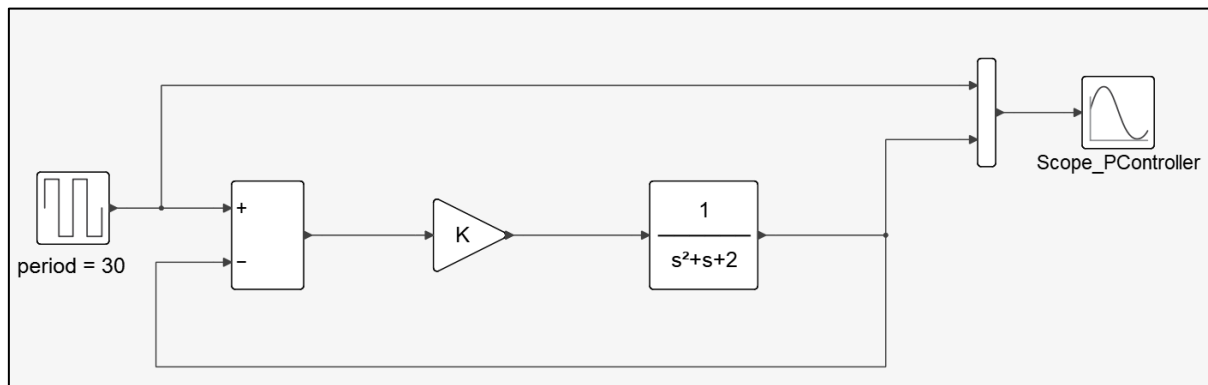 Scope_PController
+
−
K
1
s²+s+2
period = 30